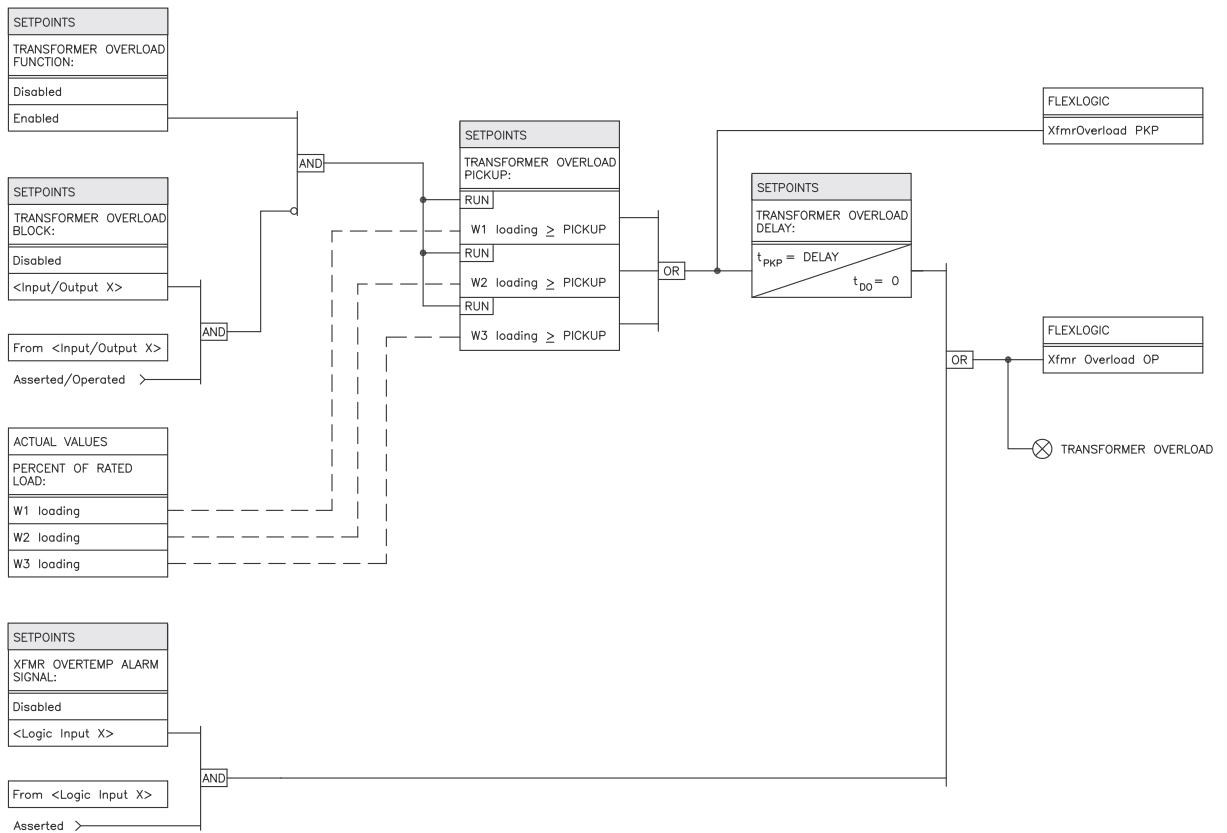 SETPOINTS
TRANSFORMER OVERLOAD
FUNCTION:
Disabled
Enabled
SETPOINTS
TRANSFORMER OVERLOAD
BLOCK:
Disabled
<Input/Output X>
From <Input/Output X>
Asserted/Operated
AND
AND
ACTUAL VALUES
PERCENT OF RATED
LOAD:
W1 loading
W2 loading
W3 loading
SETPOINTS
XFMR OVERTEMP ALARM
SIGNAL:
Disabled
<Logic Input X>
From <Logic Input X>
Asserted
AND
SETPOINTS
TRANSFORMER OVERLOAD
PICKUP:
RUN
W1 loading ≥ PICKUP
RUN
W2 loading ≥ PICKUP
RUN
W3 loading ≥ PICKUP
OR
SETPOINTS
TRANSFORMER OVERLOAD
DELAY:
tPKP = DELAY
tDO = 0
OR
FLEXLOGIC
XfmrOverload PKP
FLEXLOGIC
Xfmr Overload OP
TRANSFORMER OVERLOAD